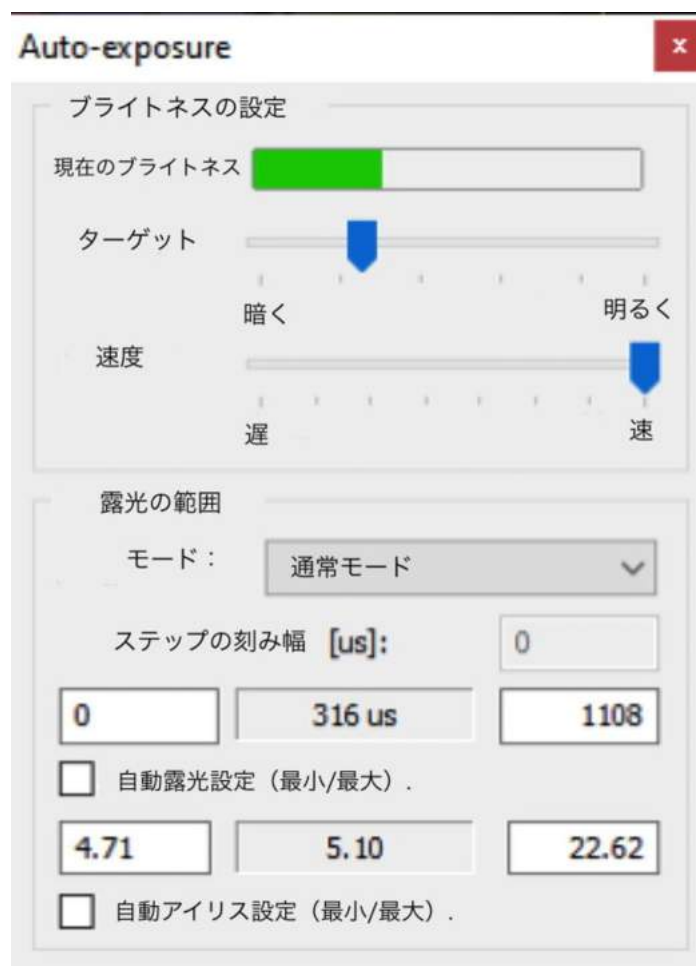 Auto-exposure
x
ブライトネスの設定
現在のブライトネス
ターゲット
暗く 明るく
速度
遅 速
露光の範囲
モード： 通常モード
ステップの刻み幅 [us]: 0
0 316 us 1108
自動露光設定（最小/最大）.
4.71 5.10 22.62
自動アイリス設定（最小/最大）.